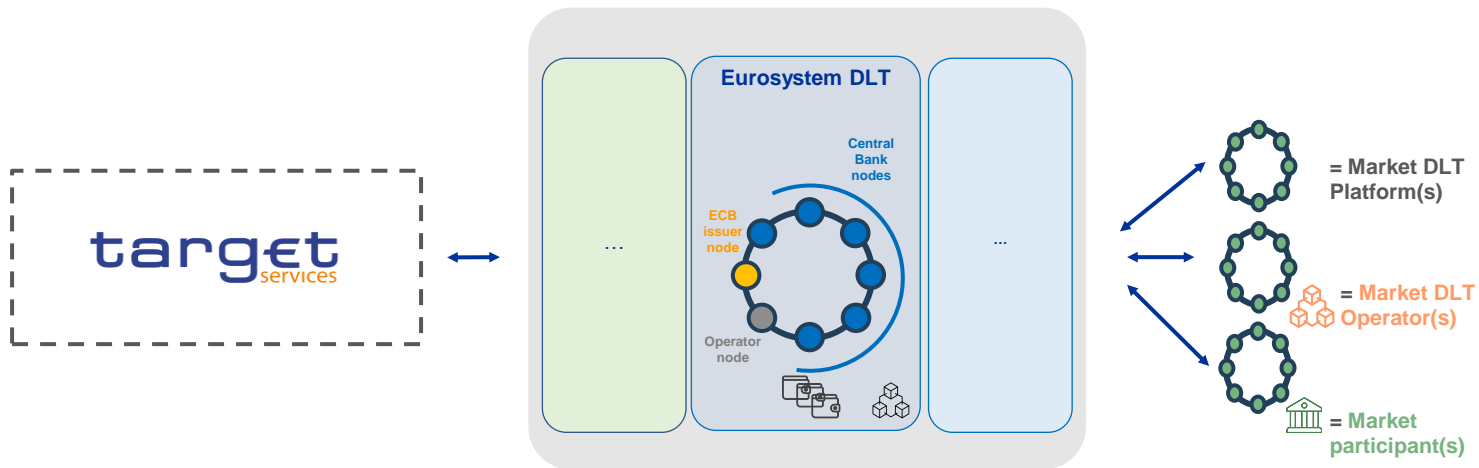 target
services
...
Eurosystem DLT
Central
Bank
nodes
ECB
issuer
node
Operator
node
...
= Market DLT
Platform(s)
= Market DLT
Operator(s)
= Market
participant(s)